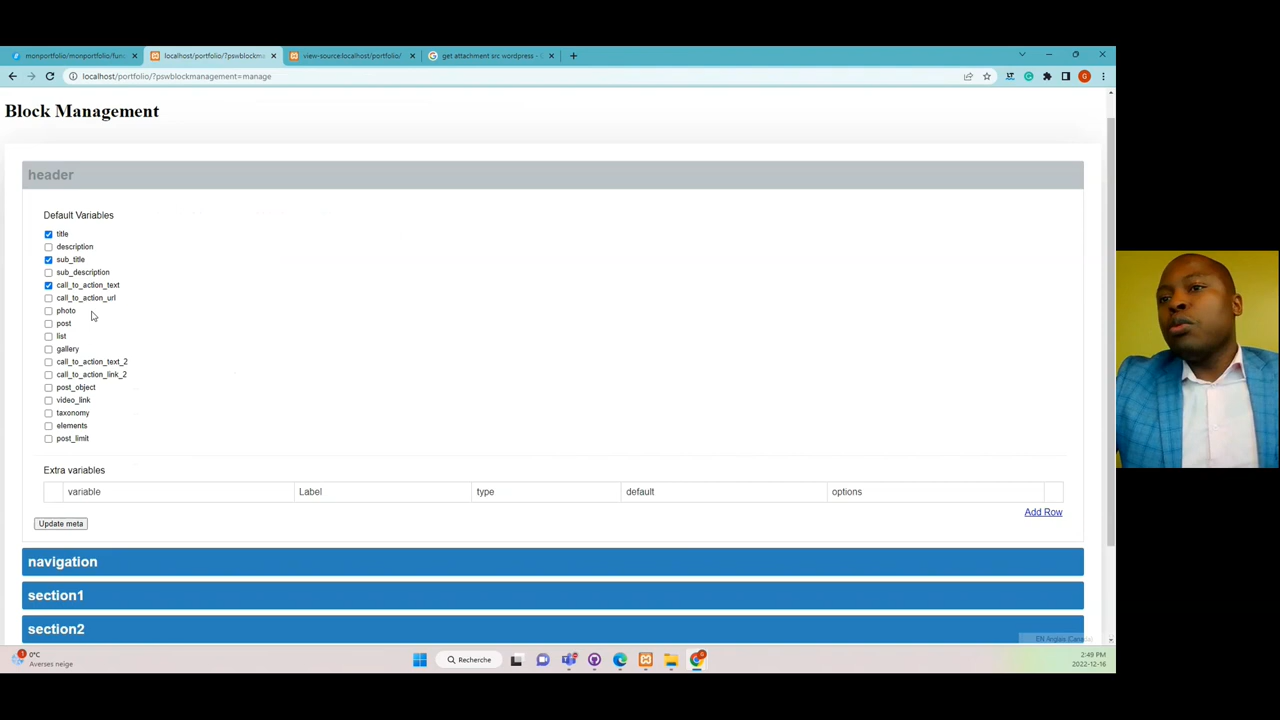 monportfolio/monportfolio/fun
localhost/portfolio/?pswblockma
view-source:localhost/portfolio/
get attachment src wordpress -
localhost/portfolio/?pswblockmanagement=manage
Block Management
header
Default Variables
title
description
sub_title
sub_description
call_to_action_text
call_to_action_url
photo
post
list
gallery
call_to_action_text_2
call_to_action_link_2
post_object
video_link
taxonomy
elements
post_limit
Extra variables
variable Label type default options
Add Row
Update meta
navigation
section1
section2
EN Anglais (Canada)
0°C
Averses neige
Recherche
2:49 PM
2022-12-16